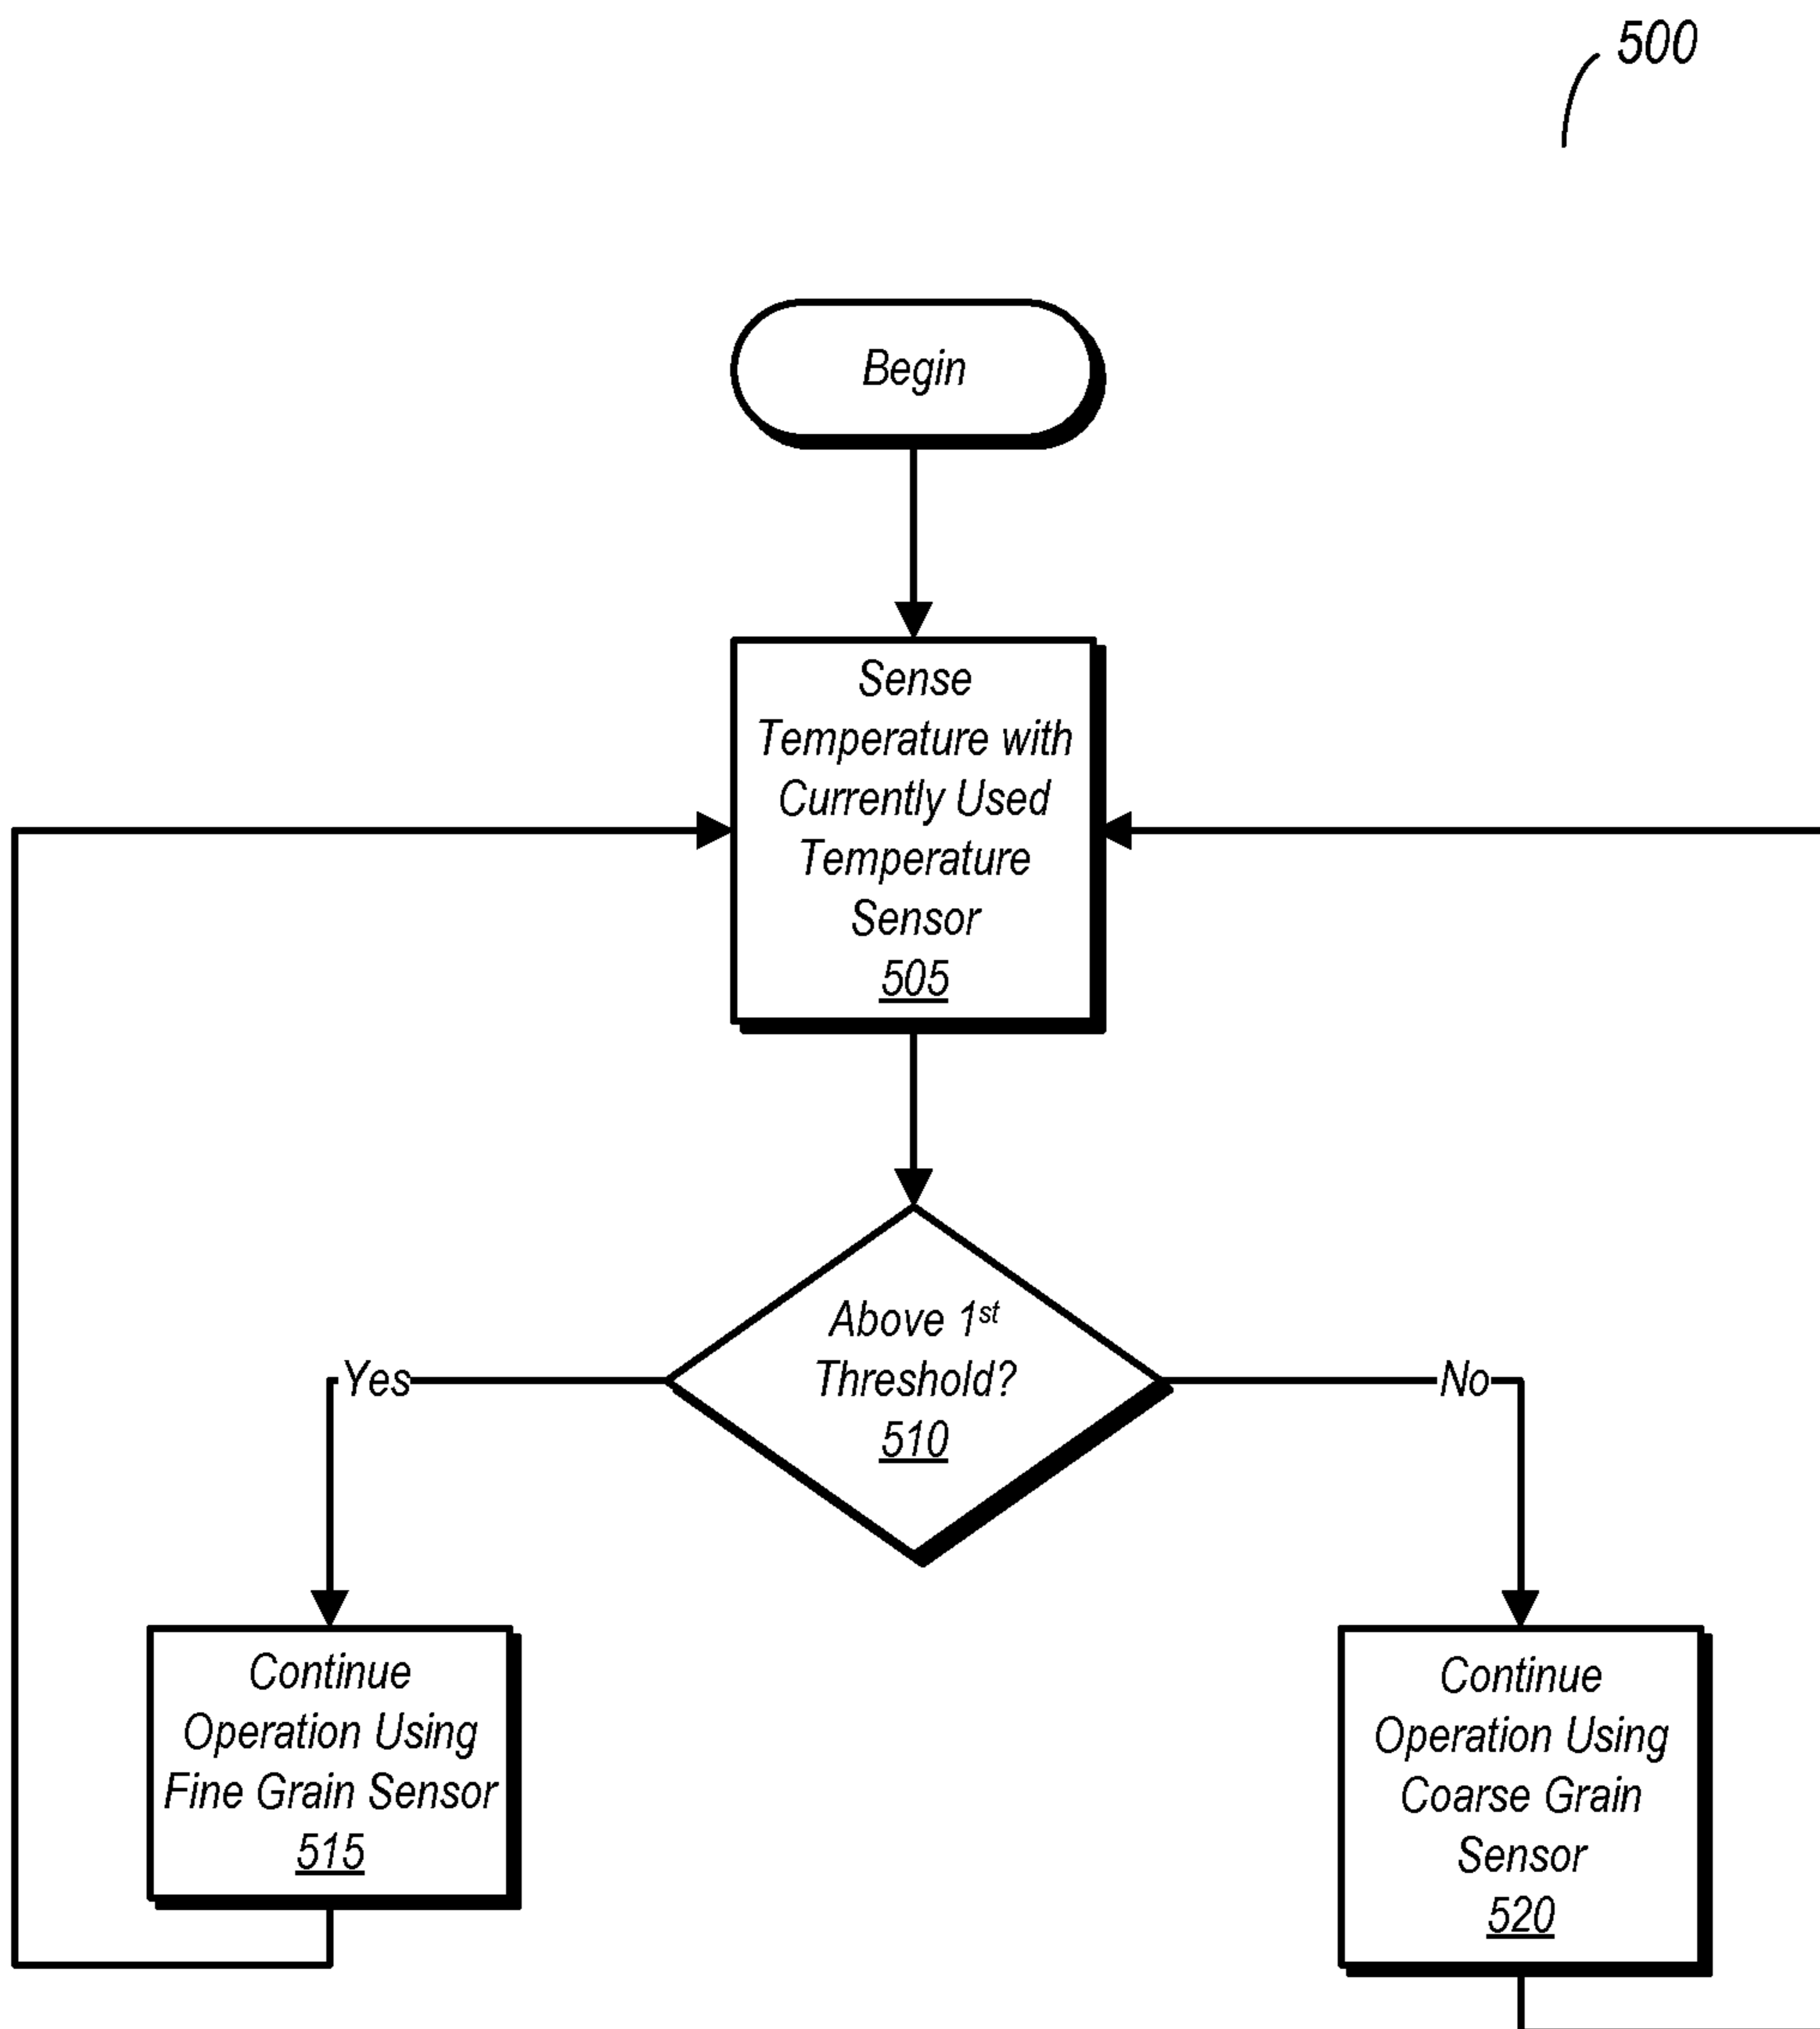 500
Begin
Sense
Temperature with
Currently Used
Temperature
Sensor
505
Above 1st
Threshold?
510
Yes
No
Continue
Operation Using
Fine Grain Sensor
515
Continue
Operation Using
Coarse Grain
Sensor
520